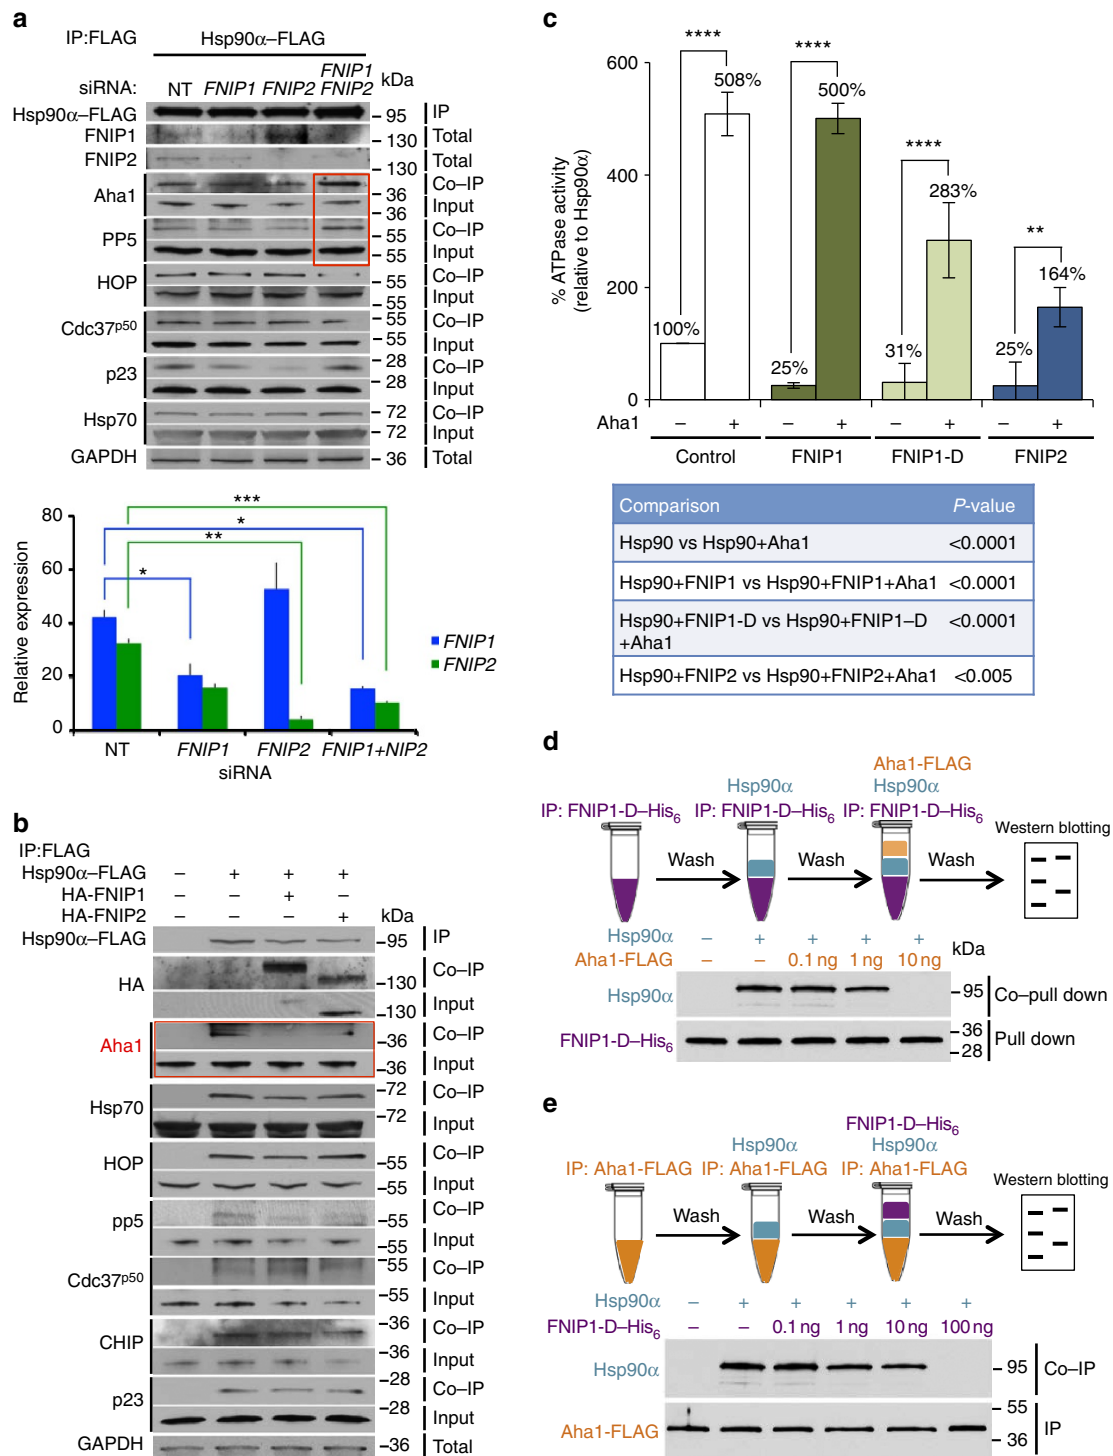 a
IP:FLAG Hsp90α–FLAG
siRNA: NT FNIP1 FNIP2 FNIP1 FNIP2 kDa
Hsp90α–FLAG 95 IP
FNIP1 130 Total
FNIP2 130 Total
Aha1 36 Co–IP
36 Input
PP5 55 Co–IP
55 Input
HOP 55 Co–IP
55 Input
Cdc37p50 55 Co–IP
55 Input
p23 28 Co–IP
28 Input
Hsp70 72 Co–IP
72 Input
GAPDH 36 Total
Relative expression
80
60
40
20
0
***
*
**
*
FNIP1
FNIP2
NT FNIP1 FNIP2 FNIP1+NIP2
siRNA
b
IP:FLAG
Hsp90α–FLAG – + + +
HA-FNIP1 – – + –
HA-FNIP2 – – – + kDa
Hsp90α–FLAG –95 IP
HA –130 Co–IP
–130 Input
Aha1 –36 Co–IP
–36 Input
Hsp70 –72 Co–IP
–72 Input
HOP –55 Co–IP
–55 Input
pp5 –55 Co–IP
–55 Input
Cdc37p50 –55 Co–IP
–55 Input
CHIP –36 Co–IP
–36 Input
p23 –28 Co–IP
–28 Input
GAPDH –36 Total
c
% ATPase activity
(relative to Hsp90α)
600
400
200
0
**** **** **** **
100% 508% 25% 500% 31% 283% 25% 164%
Aha1 – + – + – + – +
Control FNIP1 FNIP1-D FNIP2
Comparison P-value
Hsp90 vs Hsp90+Aha1 <0.0001
Hsp90+FNIP1 vs Hsp90+FNIP1+Aha1 <0.0001
Hsp90+FNIP1-D vs Hsp90+FNIP1–D <0.0001
+Aha1
Hsp90+FNIP2 vs Hsp90+FNIP2+Aha1 <0.005
d
Aha1-FLAG
Hsp90α Hsp90α
IP: FNIP1-D–His6 IP: FNIP1-D–His6 IP: FNIP1-D–His6
Wash Wash Wash Western blotting
Hsp90α – + + + +
Aha1-FLAG – – 0.1 ng 1 ng 10 ng kDa
Hsp90α – 95 Co–pull down
FNIP1-D–His6 – 36 – 28 Pull down
e
FNIP1-D–His6
Hsp90α Hsp90α
IP: Aha1-FLAG IP: Aha1-FLAG IP: Aha1-FLAG
Wash Wash Wash Western blotting
Hsp90α – + + + + +
FNIP1-D–His6 – – 0.1 ng 1 ng 10 ng 100 ng
Hsp90α – 95 Co–IP
Aha1-FLAG – 55 – 36 IP